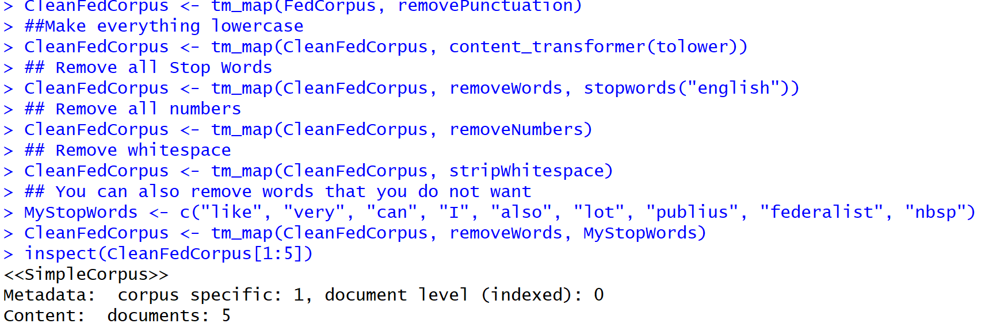 > CleanFedCorpus <- tm_map(FedCorpus, removePunctuation)
> ##Make everything lowercase
> CleanFedCorpus <- tm_map(CleanFedCorpus, content_transformer(tolower))
> ## Remove all Stop Words
> CleanFedCorpus <- tm_map(CleanFedCorpus, removeWords, stopwords("english"))
> ## Remove all numbers
> CleanFedCorpus <- tm_map(CleanFedCorpus, removeNumbers)
> ## Remove whitespace
> CleanFedCorpus <- tm_map(CleanFedCorpus, stripWhitespace)
> ## You can also remove words that you do not want
> MyStopWords <- c("like", "very", "can", "I", "also", "lot", "publius", "federalist", "nbsp")
> CleanFedCorpus <- tm_map(CleanFedCorpus, removeWords, MyStopWords)
> inspect(CleanFedCorpus[1:5])
<<SimpleCorpus>>
Metadata:  corpus specific: 1, document level (indexed): 0
Content:  documents: 5